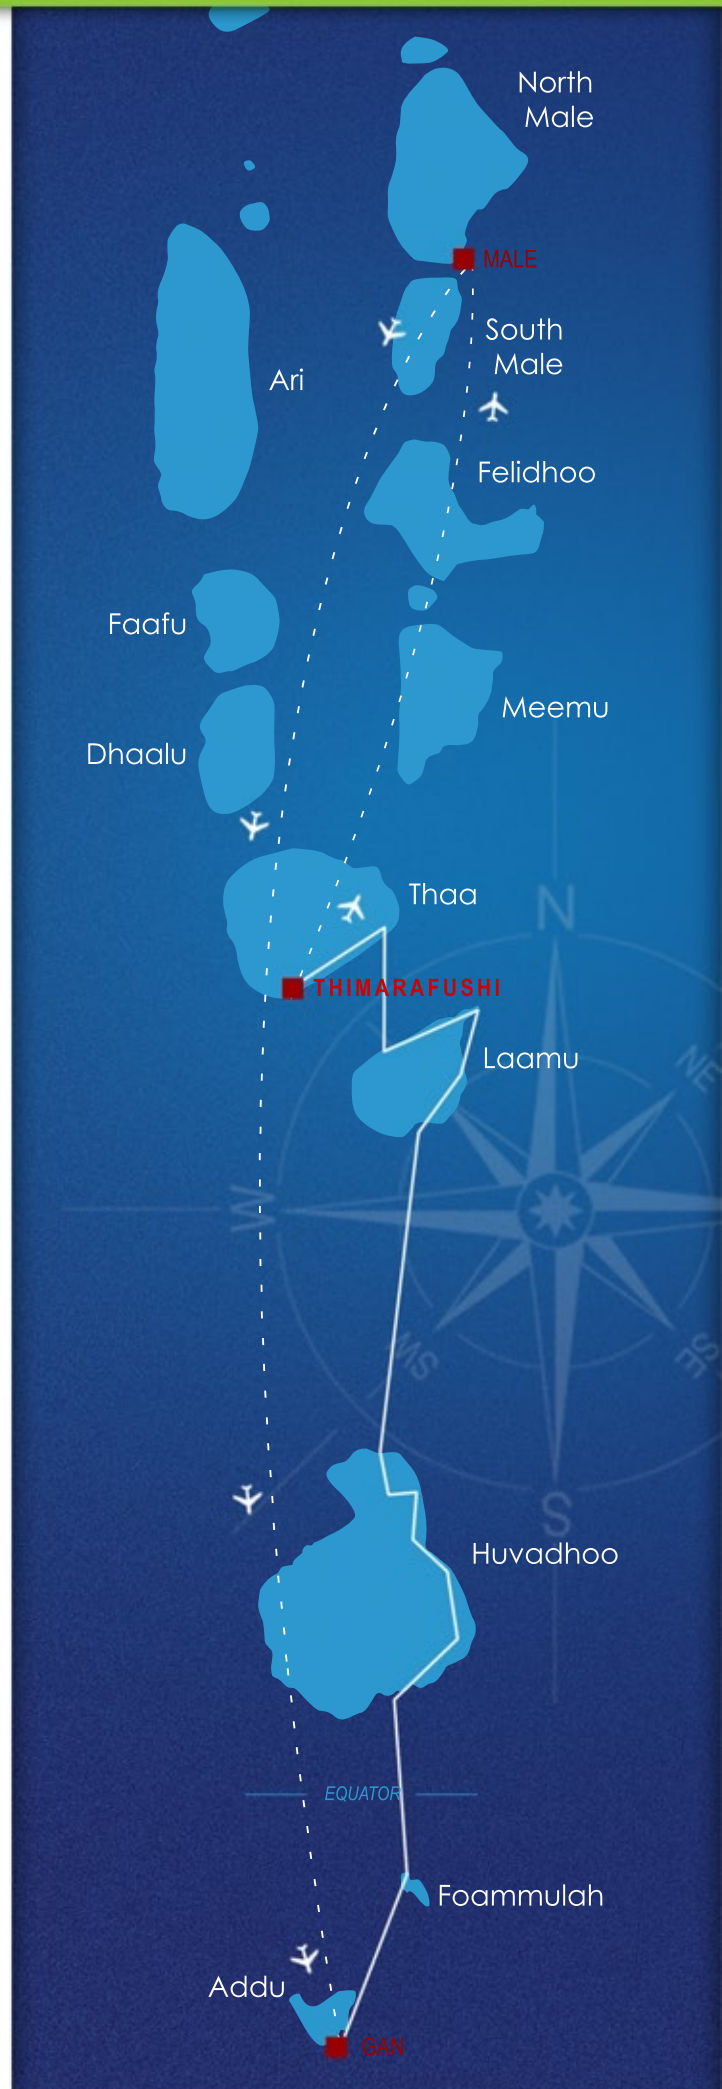 North
Male
MALE
South
Male
Ari
Felidhoo
Faafu
Meemu
Dhaalu
Thaa
N
THIMARAFUSHI
Laamu
NE
W
SW
SE
S
Huvadhoo
EQUATOR
Foammulah
Addu
GAN